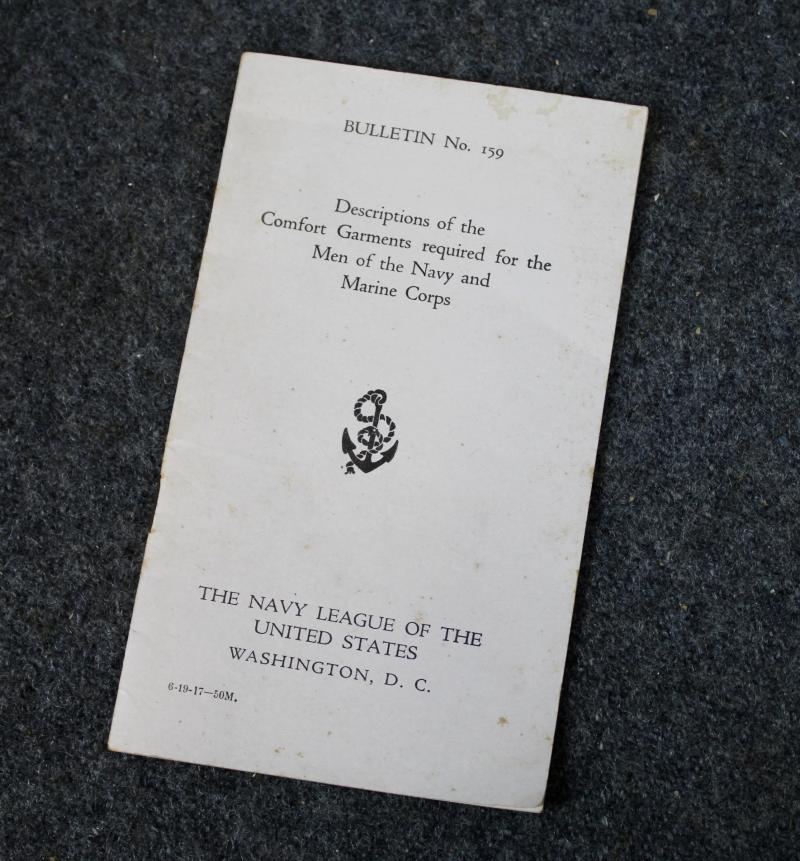 BULLETIN No. 159
Descriptions of the
Comfort Garments required for the
Men of the Navy and
Marine Corps
THE NAVY LEAGUE OF THE
UNITED STATES
WASHINGTON, D. C.
6-19-17—50M.